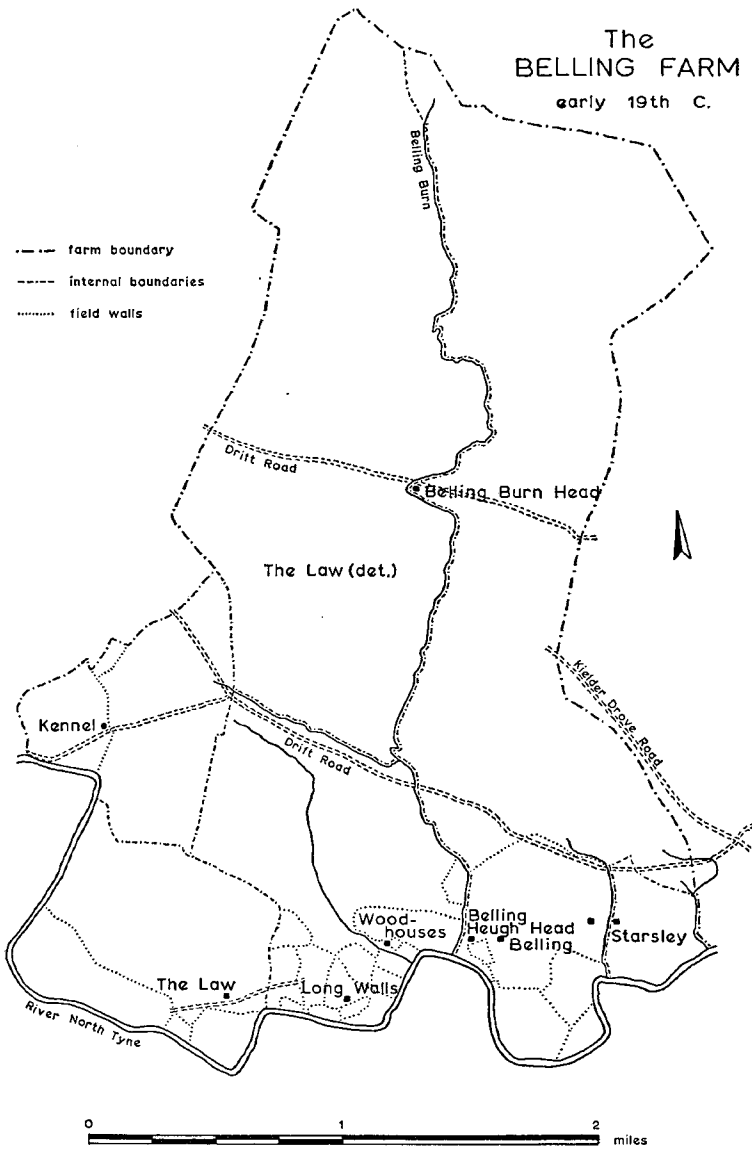 The
BELLING FARM
early 19th C.
farm boundary
internal boundaries
field walls
Belling Burn
Drift Road
Belling Burn Head
The Law (det.)
Kielder Drove Road
Kennel
Drift Road
Wood-
houses
Belling
Heugh Head
Belling
Starsley
The Law
Long Walls
River North Tyne
0 1 2 miles